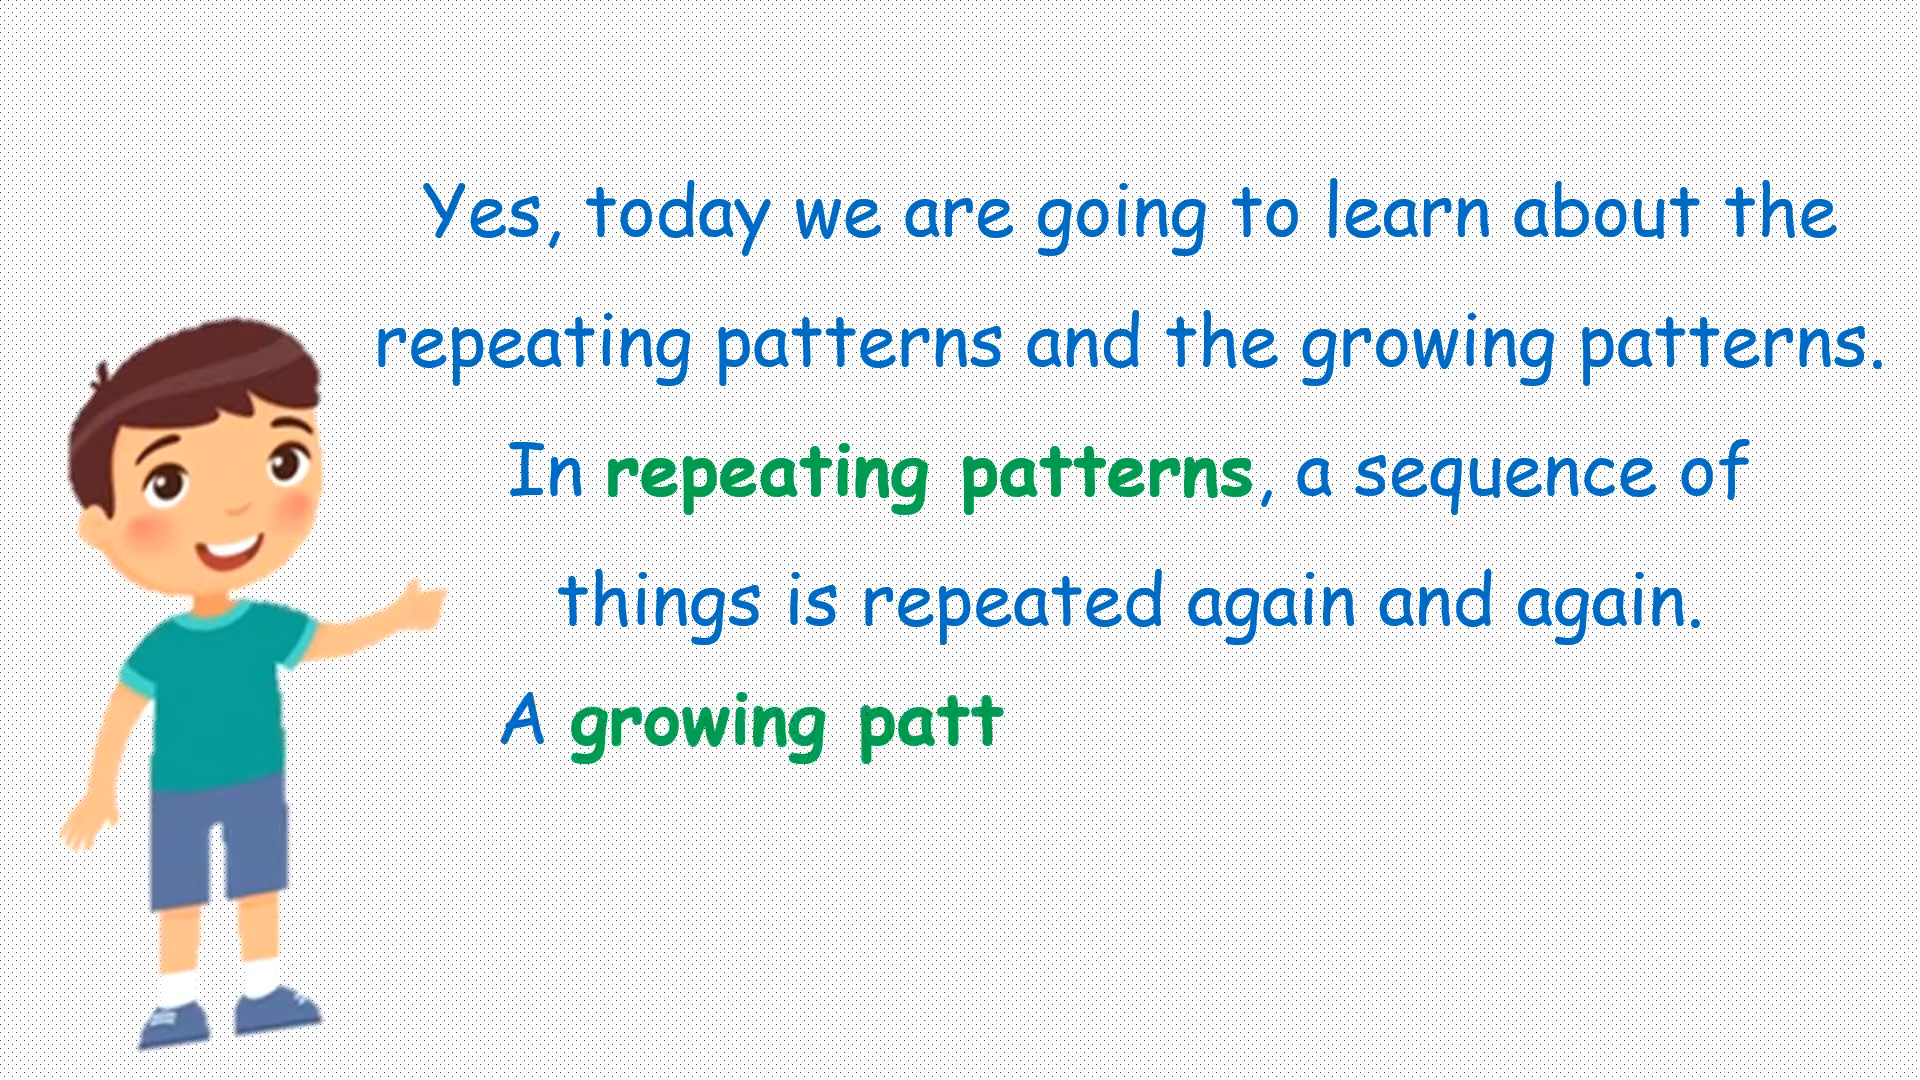 Yes, today we are going to learn about the
repeating patterns and the growing patterns.
In repeating patterns, a sequence of
things is repeated again and again.
A growing patt